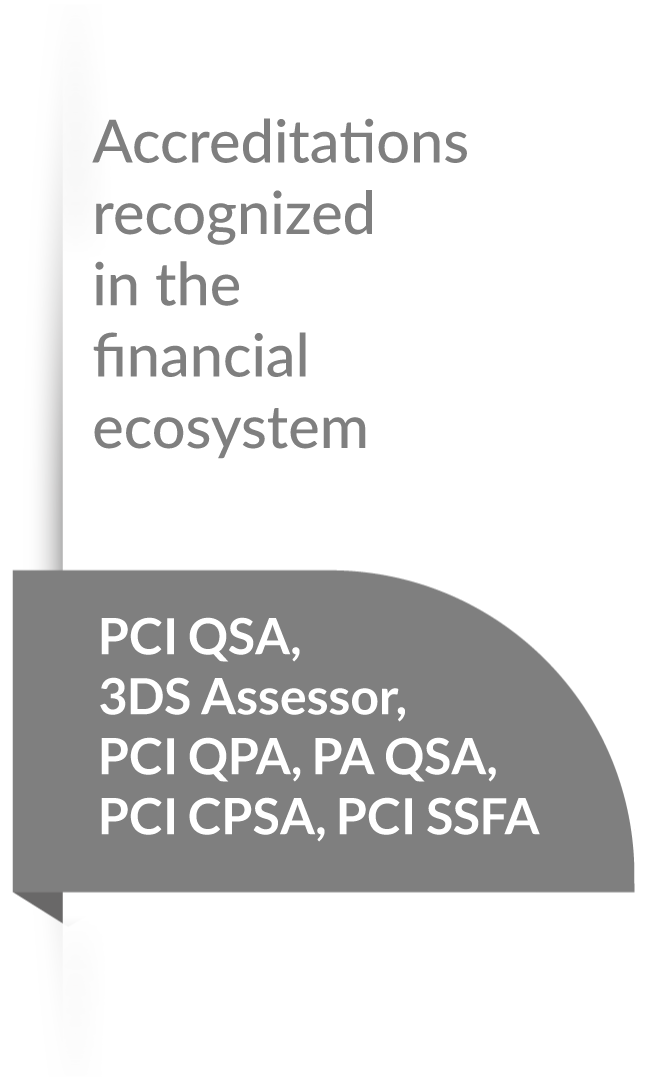 Accreditations
recognized
in the
financial
ecosystem
PCI QSA,
3DS Assessor,
PCI QPA, PA QSA,
PCI CPSA, PCI SSFA